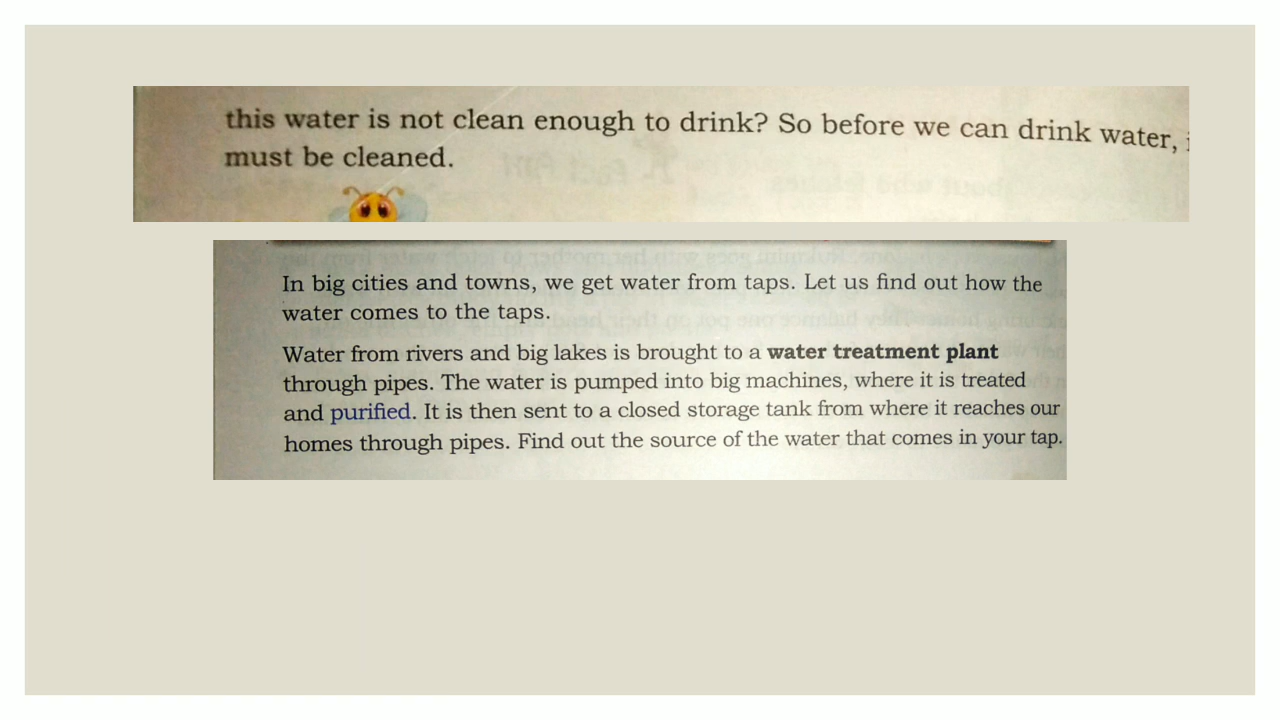 this water is not clean enough to drink? So before we can drink water,
must be cleaned.
In big cities and towns, we get water from taps. Let us find out how the
water comes to the taps.
Water from rivers and big lakes is brought to a water treatment plant
through pipes. The water is pumped into big machines, where it is treated
and purified. It is then sent to a closed storage tank from where it reaches our
homes through pipes. Find out the source of the water that comes in your tap.